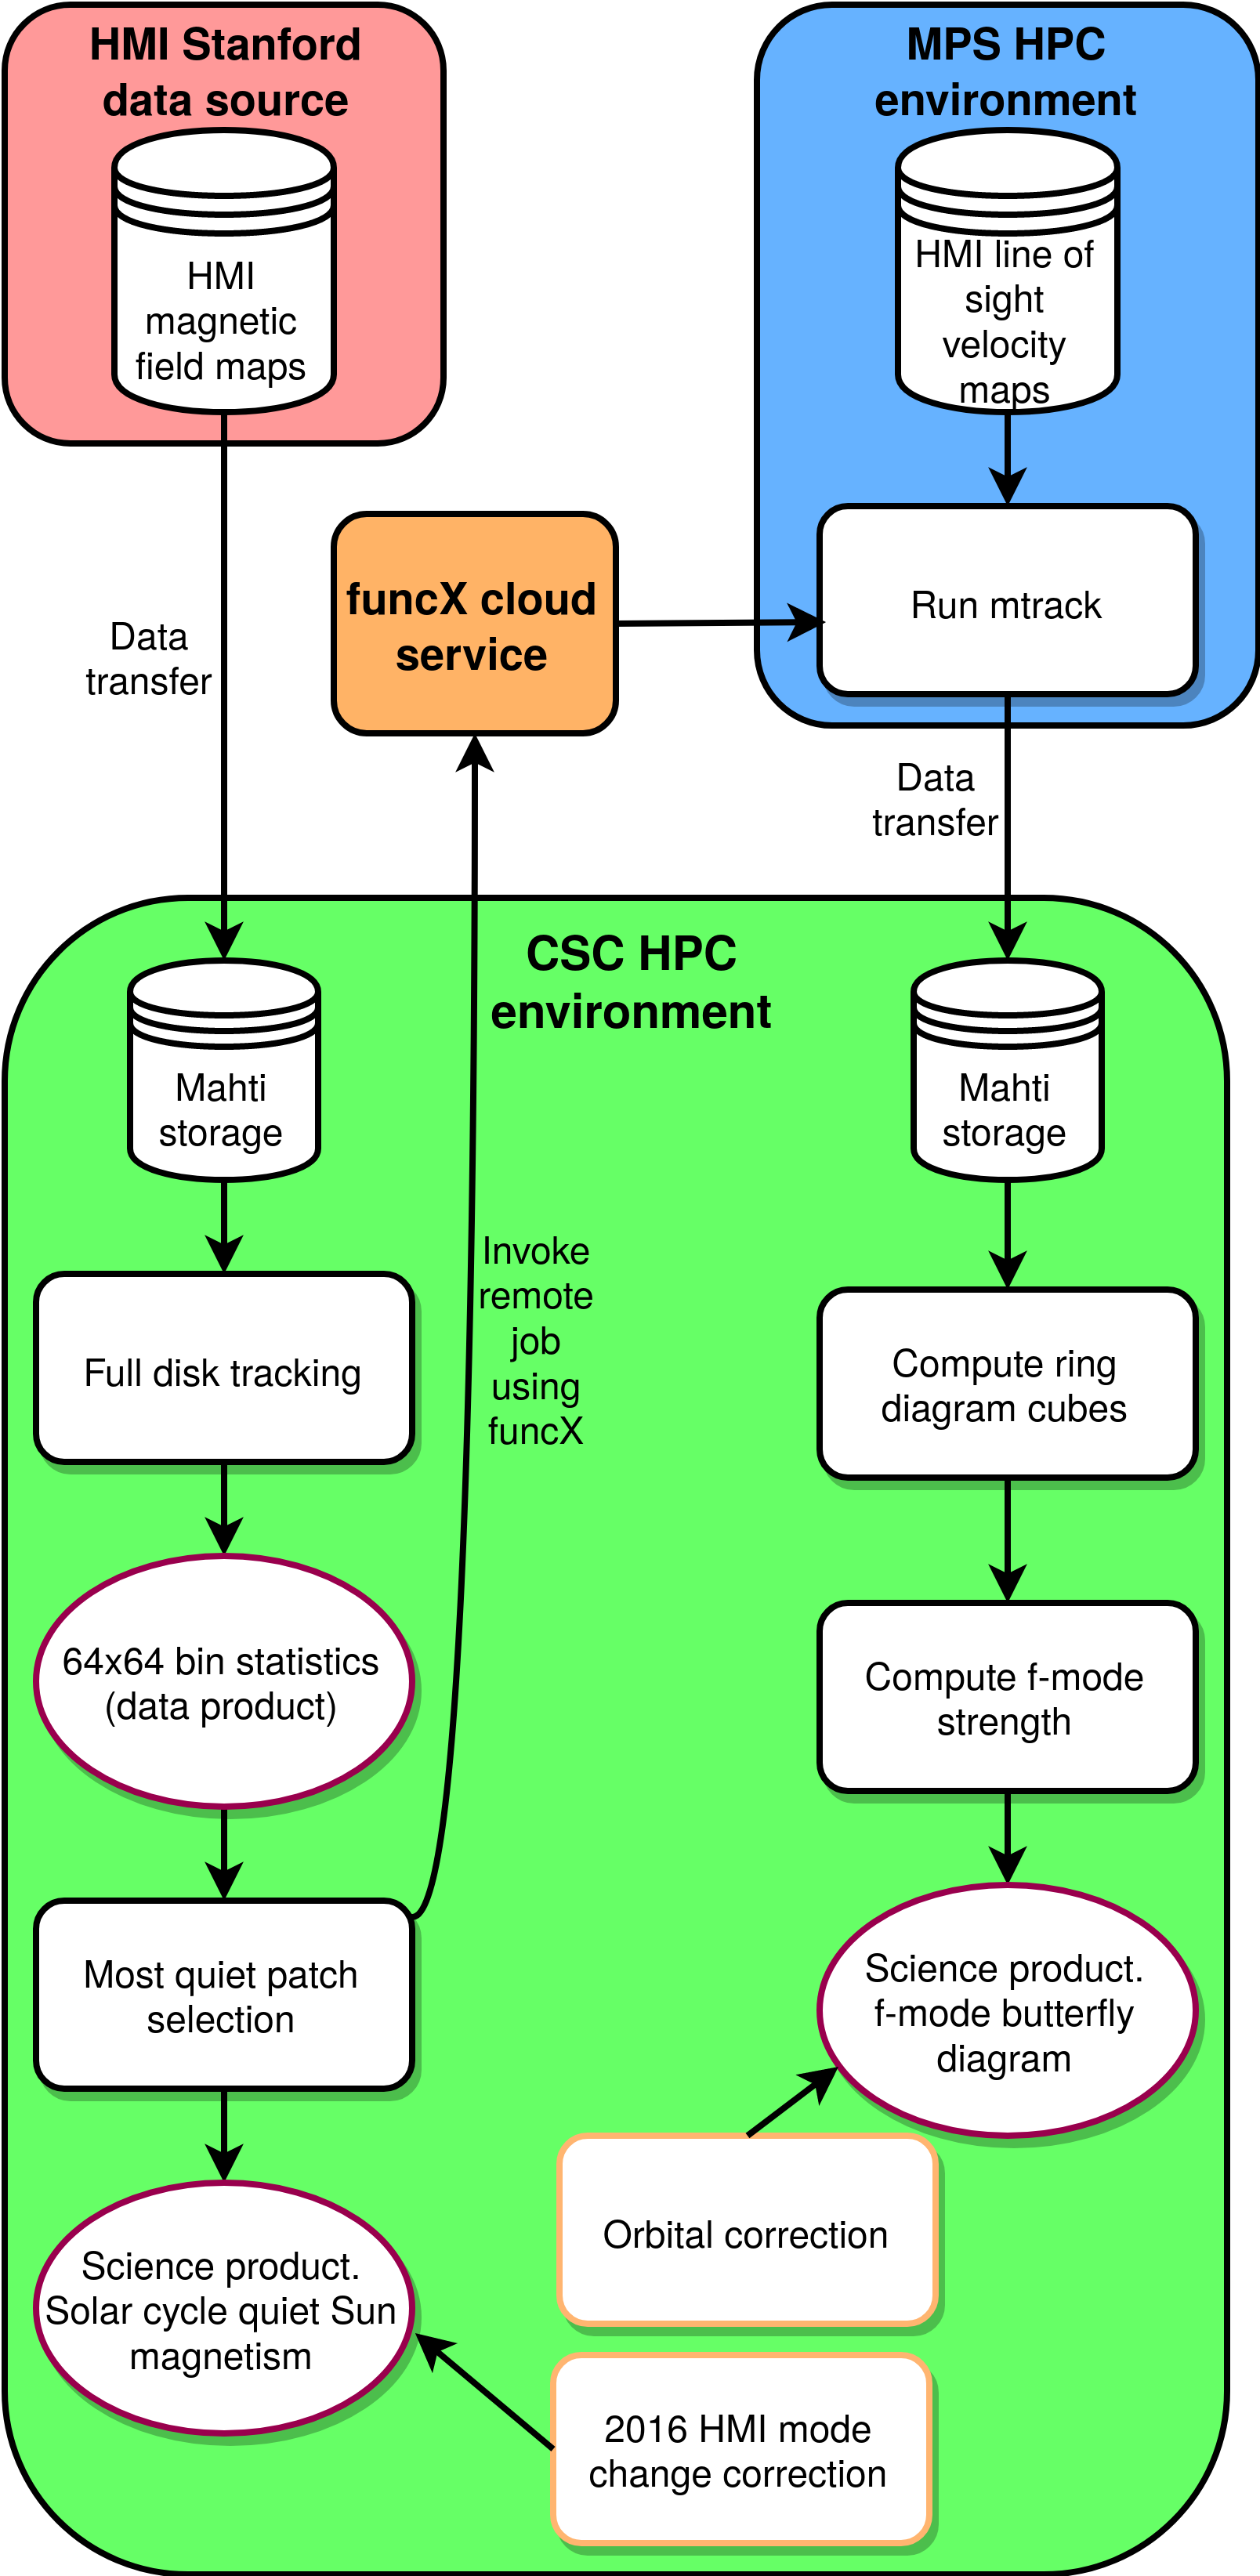 HMI Stanford
data source
HMI
magnetic
field maps
MPS HPC
environment
HMI line of
sight
velocity
maps
funcX cloud
service
Run mtrack
Data
transfer
Data
transfer
CSC HPC
environment
Mahti
storage
Mahti
storage
Invoke
remote
job
using
funcX
Full disk tracking
Compute ring
diagram cubes
64x64 bin statistics
(data product)
Compute f-mode
strength
Most quiet patch
selection
Science product.
f-mode butterfly
diagram
Orbital correction
Science product.
Solar cycle quiet Sun
magnetism
2016 HMI mode
change correction